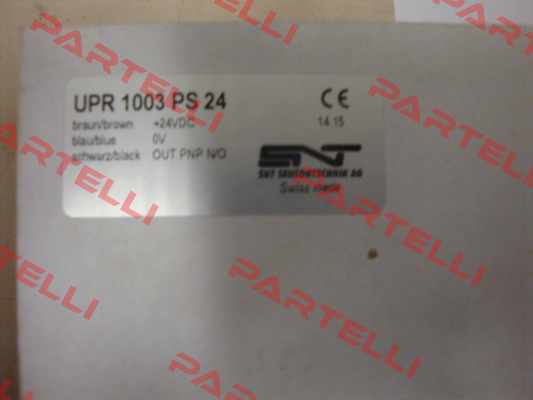 UPR 1003 PS 24
CE
braun/brown +24VDC
14.15
blau/blue 0V
schwarz/black OUT PNP N/O
SNT
SNT SENSORTECHNIK AG
Swiss made
PARTELLI
PARTELLI
PARTELLI
PARTELLI
PARTELLI
PARTELLI
PARTELLI
PARTELLI
PARTELLI